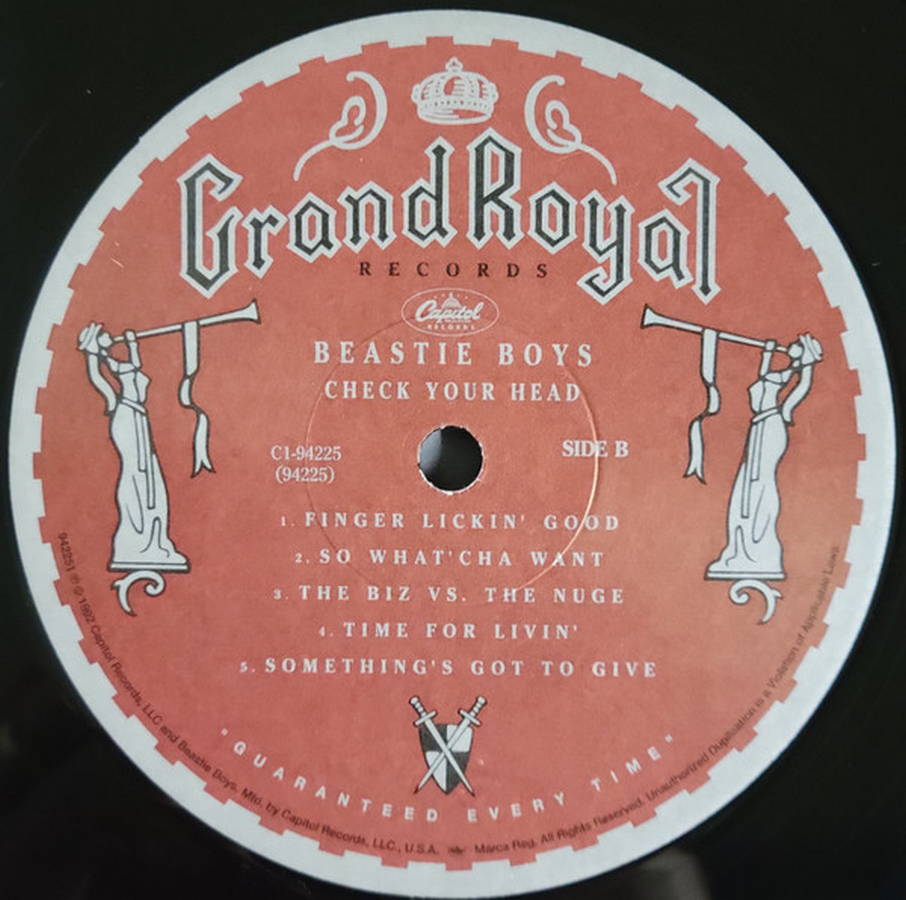 Grand Royal
RECORDS
Capitol
RECORDS
BEASTIE BOYS
CHECK YOUR HEAD
C1-94225
(94225)
SIDE B
1. FINGER LICKIN' GOOD
2. SO WHAT'CHA WANT
3. THE BIZ VS. THE NUGE
4. TIME FOR LIVIN'
5. SOMETHING'S GOT TO GIVE
"GUARANTEED EVERY TIME"
942251 ℗ © 1992 Capitol Records, LLC and Beastie Boys. Mfd. by Capitol Records, LLC., U.S.A. Marca Reg. All Rights Reserved. Unauthorized Duplication is a Violation of Applicable Laws.